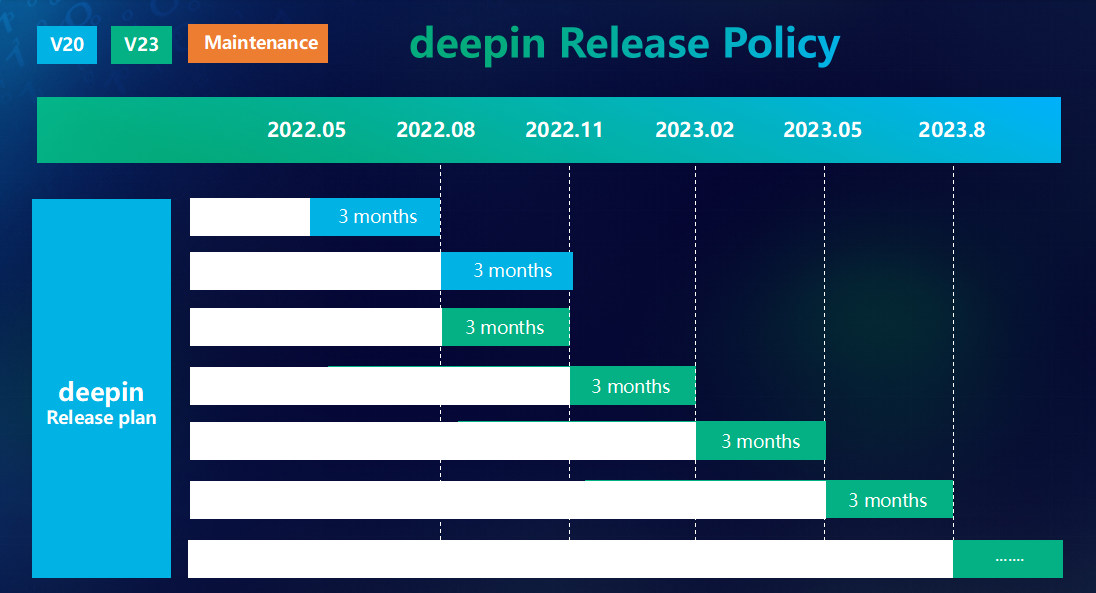 V20 V23 Maintenance
deepin Release Policy
2022.05 2022.08 2022.11 2023.02 2023.05 2023.8
3 months
3 months
3 months
3 months
3 months
3 months
.......
deepin
Release plan